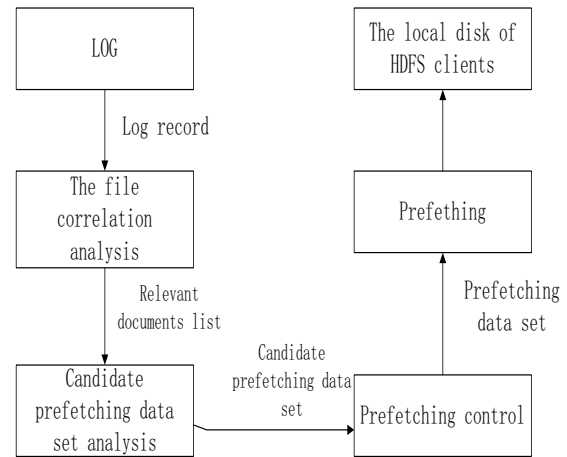 LOG
Log record
The file
correlation
analysis
Relevant
documents list
Candidate
prefetching data
set analysis
Candidate
prefetching data
set
Prefetching control
Prefetching
data set
Prefething
The local disk of
HDFS clients